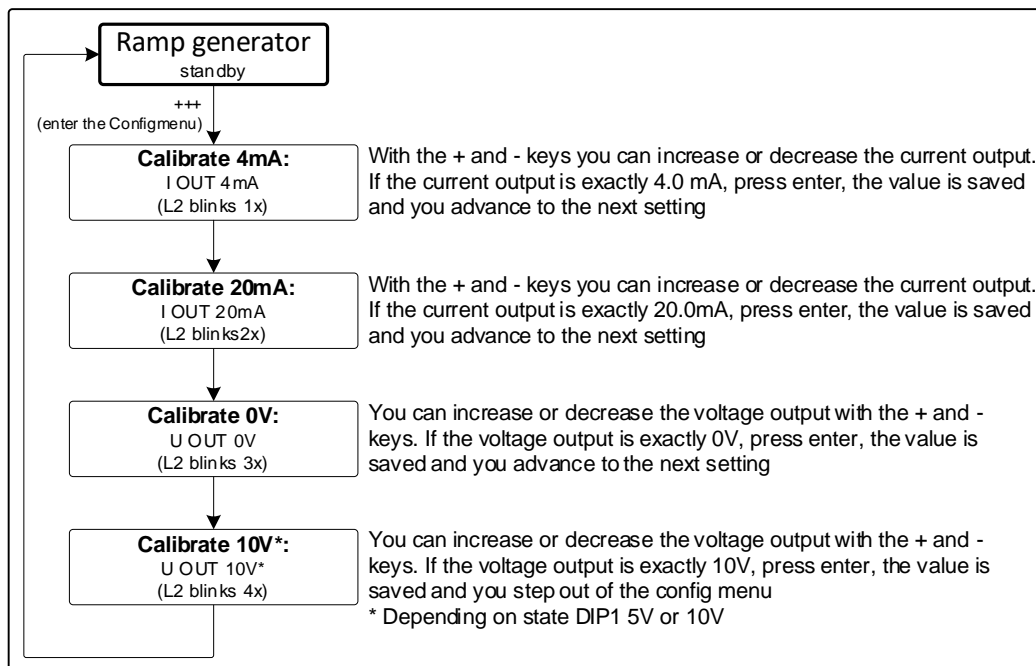 Ramp generator
standby
+++
(enter the Configmenu)
Calibrate 4mA:
I OUT 4mA
(L2 blinks 1x)
With the + and - keys you can increase or decrease the current output.
If the current output is exactly 4.0 mA, press enter, the value is saved
and you advance to the next setting
Calibrate 20mA:
I OUT 20mA
(L2 blinks2x)
With the + and - keys you can increase or decrease the current output.
If the current output is exactly 20.0mA, press enter, the value is saved
and you advance to the next setting
Calibrate 0V:
U OUT 0V
(L2 blinks 3x)
You can increase or decrease the voltage output with the + and -
keys. If the voltage output is exactly 0V, press enter, the value is
saved and you advance to the next setting
Calibrate 10V*:
U OUT 10V*
(L2 blinks 4x)
You can increase or decrease the voltage output with the + and -
keys. If the voltage output is exactly 10V, press enter, the value is
saved and you step out of the config menu
* Depending on state DIP1 5V or 10V